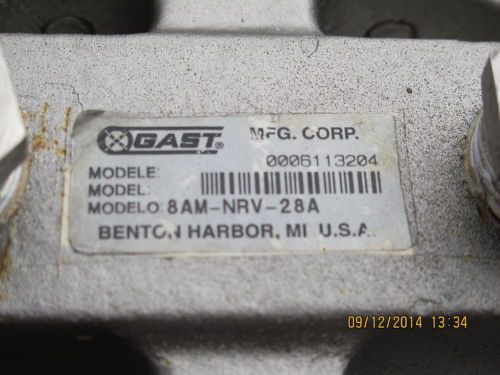 GAST® MFG. CORP.
0006113204
MODELE:
MODEL:
MODELO: 8AM-NRV-28A
BENTON HARBOR, MI U.S.A.
09/12/2014 13:34